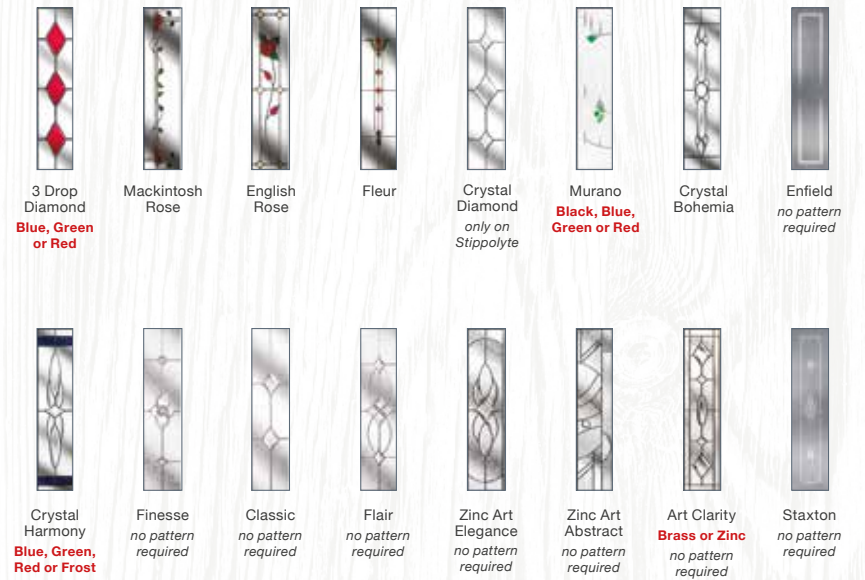 3 Drop
Diamond
Blue, Green
or Red
Mackintosh
Rose
English
Rose
Fleur
Crystal
Diamond
only on
Stippolyte
Murano
Black, Blue,
Green or Red
Crystal
Bohemia
Enfield
no pattern
required
Crystal
Harmony
Blue, Green,
Red or Frost
Finesse
no pattern
required
Classic
no pattern
required
Flair
no pattern
required
Zinc Art
Elegance
no pattern
required
Zinc Art
Abstract
no pattern
required
Art Clarity
Brass or Zinc
no pattern
required
Staxton
no pattern
required